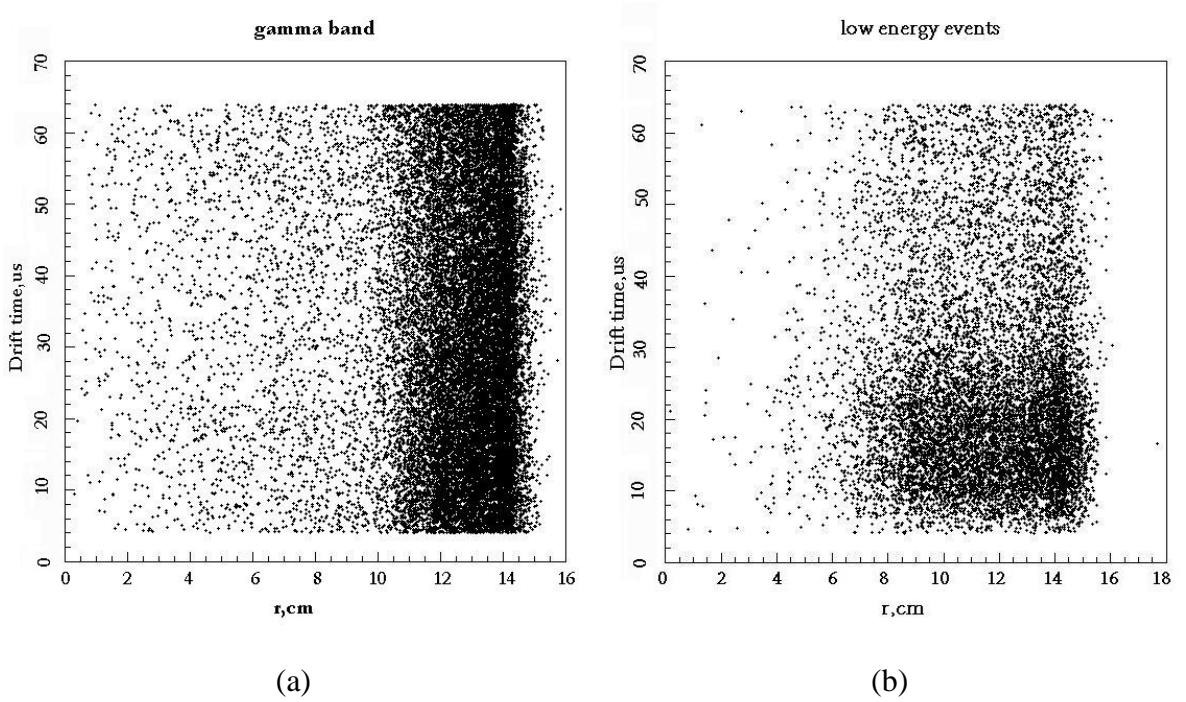 gamma band
low energy events
70
60
50
40
30
20
10
0
Drift time,us
0 2 4 6 8 10 12 14 16
r,cm
70
60
50
40
30
20
10
0
Drift time,us
0 2 4 6 8 10 12 14 16 18
r,cm
(a)
(b)